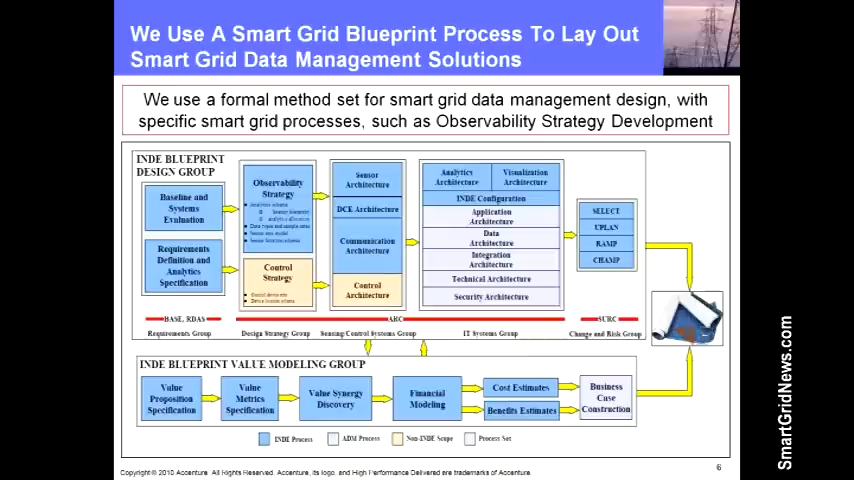 We Use A Smart Grid Blueprint Process To Lay Out
Smart Grid Data Management Solutions
We use a formal method set for smart grid data management design, with
specific smart grid processes, such as Observability Strategy Development
INDE BLUEPRINT
DESIGN GROUP
Baseline and
Systems
Evaluation
Requirements
Definition and
Analytics
Specification
Observability
Strategy
Control
Strategy
Sensor
Architecture
DCE Architecture
Communication
Architecture
Control
Architecture
Analytics
Architecture
Visualization
Architecture
INDE Configuration
Application
Architecture
Data
Architecture
Integration
Architecture
Technical Architecture
Security Architecture
SELECT
UPLAN
RAMP
CHAMP
BASE, RDAS
ARC
SURC
Requirements Group
Design Strategy Group
Sensing/Control Systems Group
IT Systems Group
Change and Risk Group
INDE BLUEPRINT VALUE MODELING GROUP
Value
Proposition
Specification
Value
Metrics
Specification
Value Synergy
Discovery
Financial
Modeling
Cost Estimates
Benefits Estimates
Business
Case
Construction
INDE Process
ADM Process
Non-INDE Scope
Process Set
Copyright © 2010 Accenture All Rights Reserved. Accenture, its logo, and High Performance Delivered are trademarks of Accenture.
6
SmartGridNews.com